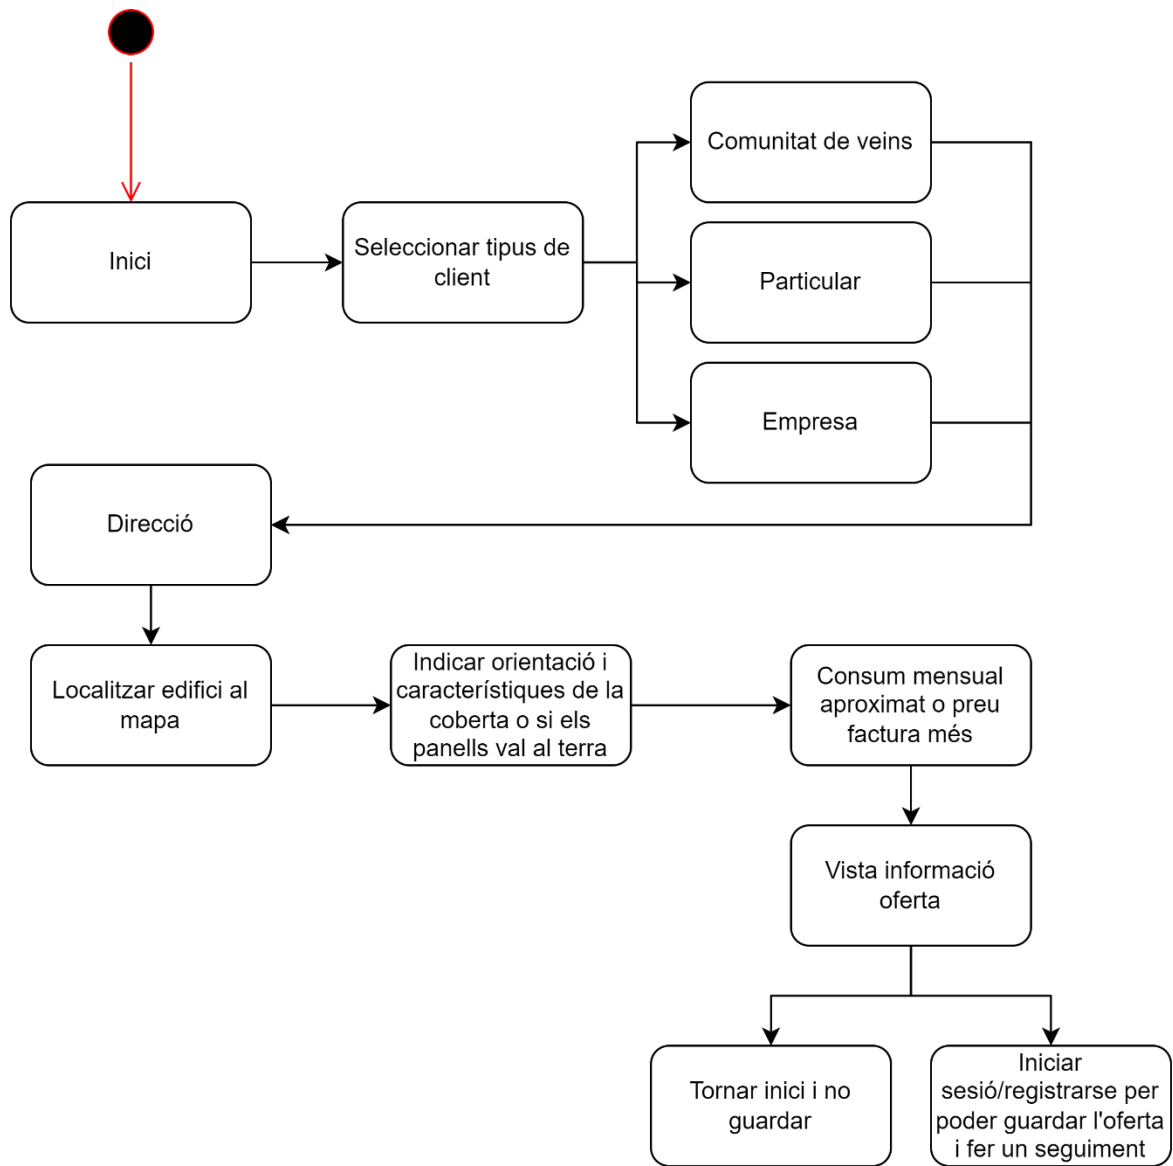 Inici
Seleccionar tipus de
client
Comunitat de veins
Particular
Empresa
Direcció
Localitzar edifici al
mapa
Indicar orientació i
característiques de la
coberta o si els
panells val al terra
Consum mensual
aproximat o preu
factura més
Vista informació
oferta
Tornar inici i no
guardar
Iniciar
sesió/registrarse per
poder guardar l'oferta
i fer un seguiment